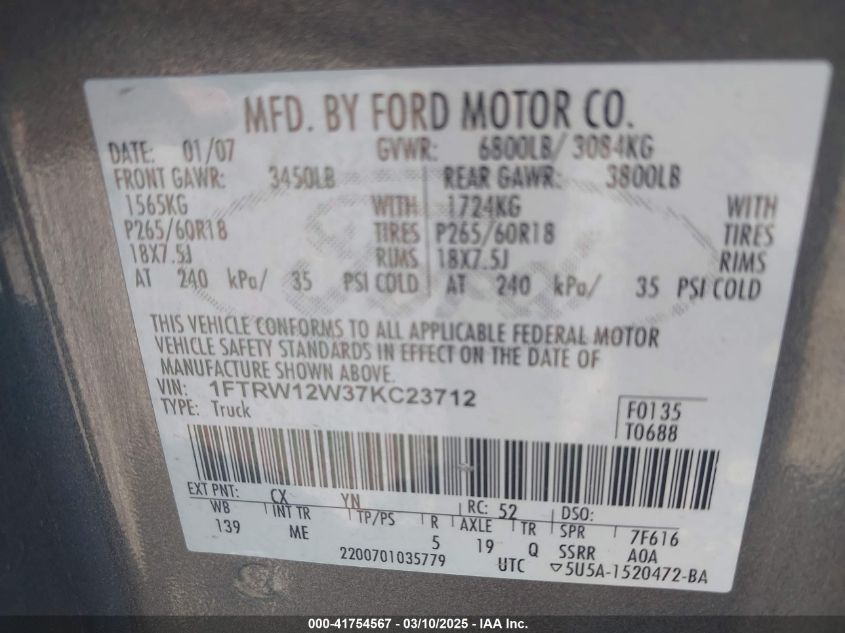 MFD. BY FORD MOTOR CO.
DATE: 01/07 GVWR: 6800LB/ 3084KG
FRONT GAWR: 3450LB REAR GAWR: 3800LB
1565KG WITH 1724KG WITH
P265/60R18 TIRES P265/60R18 TIRES
18X7.5J RIMS 18X7.5J RIMS
AT 240 kPa/ 35 PSI COLD AT 240 kPa/ 35 PSI COLD
THIS VEHICLE CONFORMS TO ALL APPLICABLE FEDERAL MOTOR
VEHICLE SAFETY STANDARDS IN EFFECT ON THE DATE OF
MANUFACTURE SHOWN ABOVE.
VIN: 1FTRW12W37KC23712
TYPE: Truck
F0135
T0688
EXT PNT: CX YN RC: 52 DSO:
WB INT TR TP/PS R AXLE TR SPR 7F616
139 ME 5 19 Q SSRR A0A
2200701035779 UTC ▽5U5A-1520472-BA
000-41754567 — 03/10/2025 — IAA Inc.